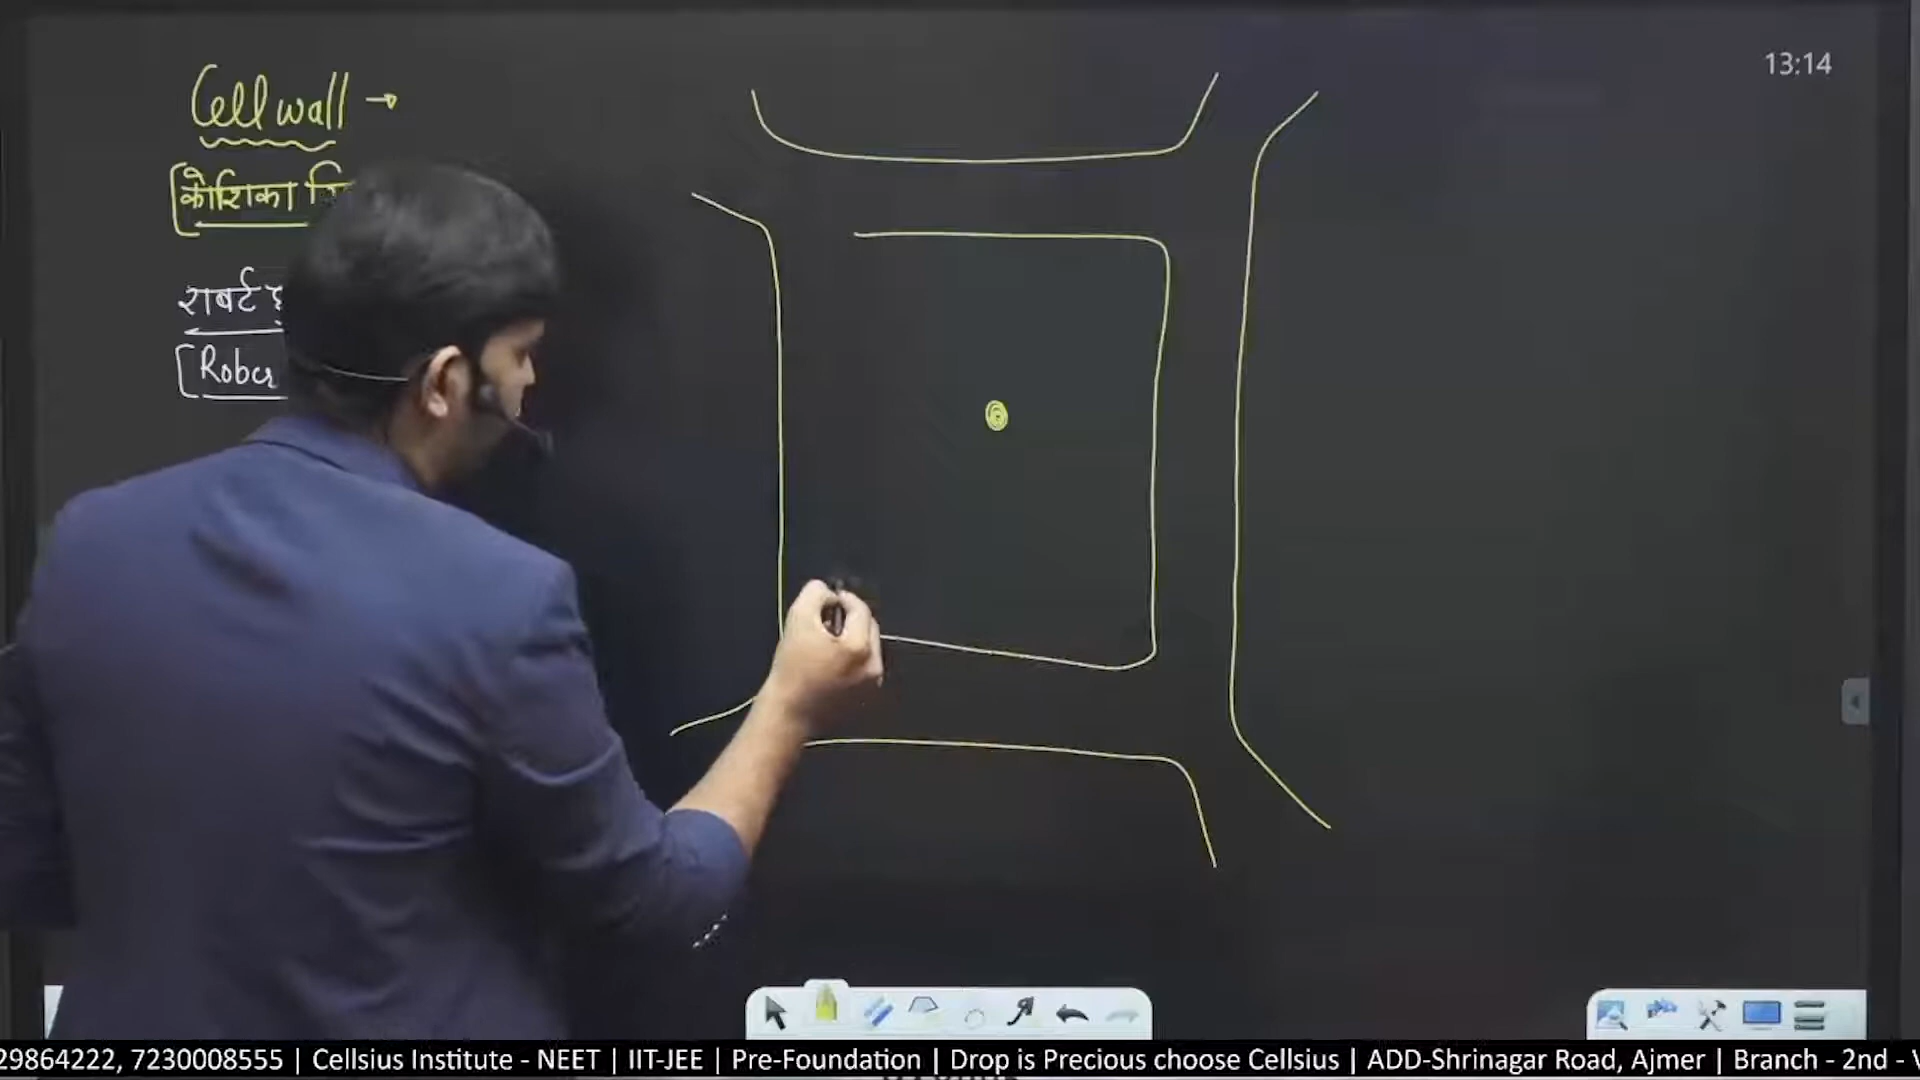 13:14
Cell wall →
कोशिका
राबर्ट
Rober
29864222, 7230008555 | Cellsius Institute - NEET | IIT-JEE | Pre-Foundation | Drop is Precious choose Cellsius | ADD-Shrinagar Road, Ajmer | Branch - 2nd -